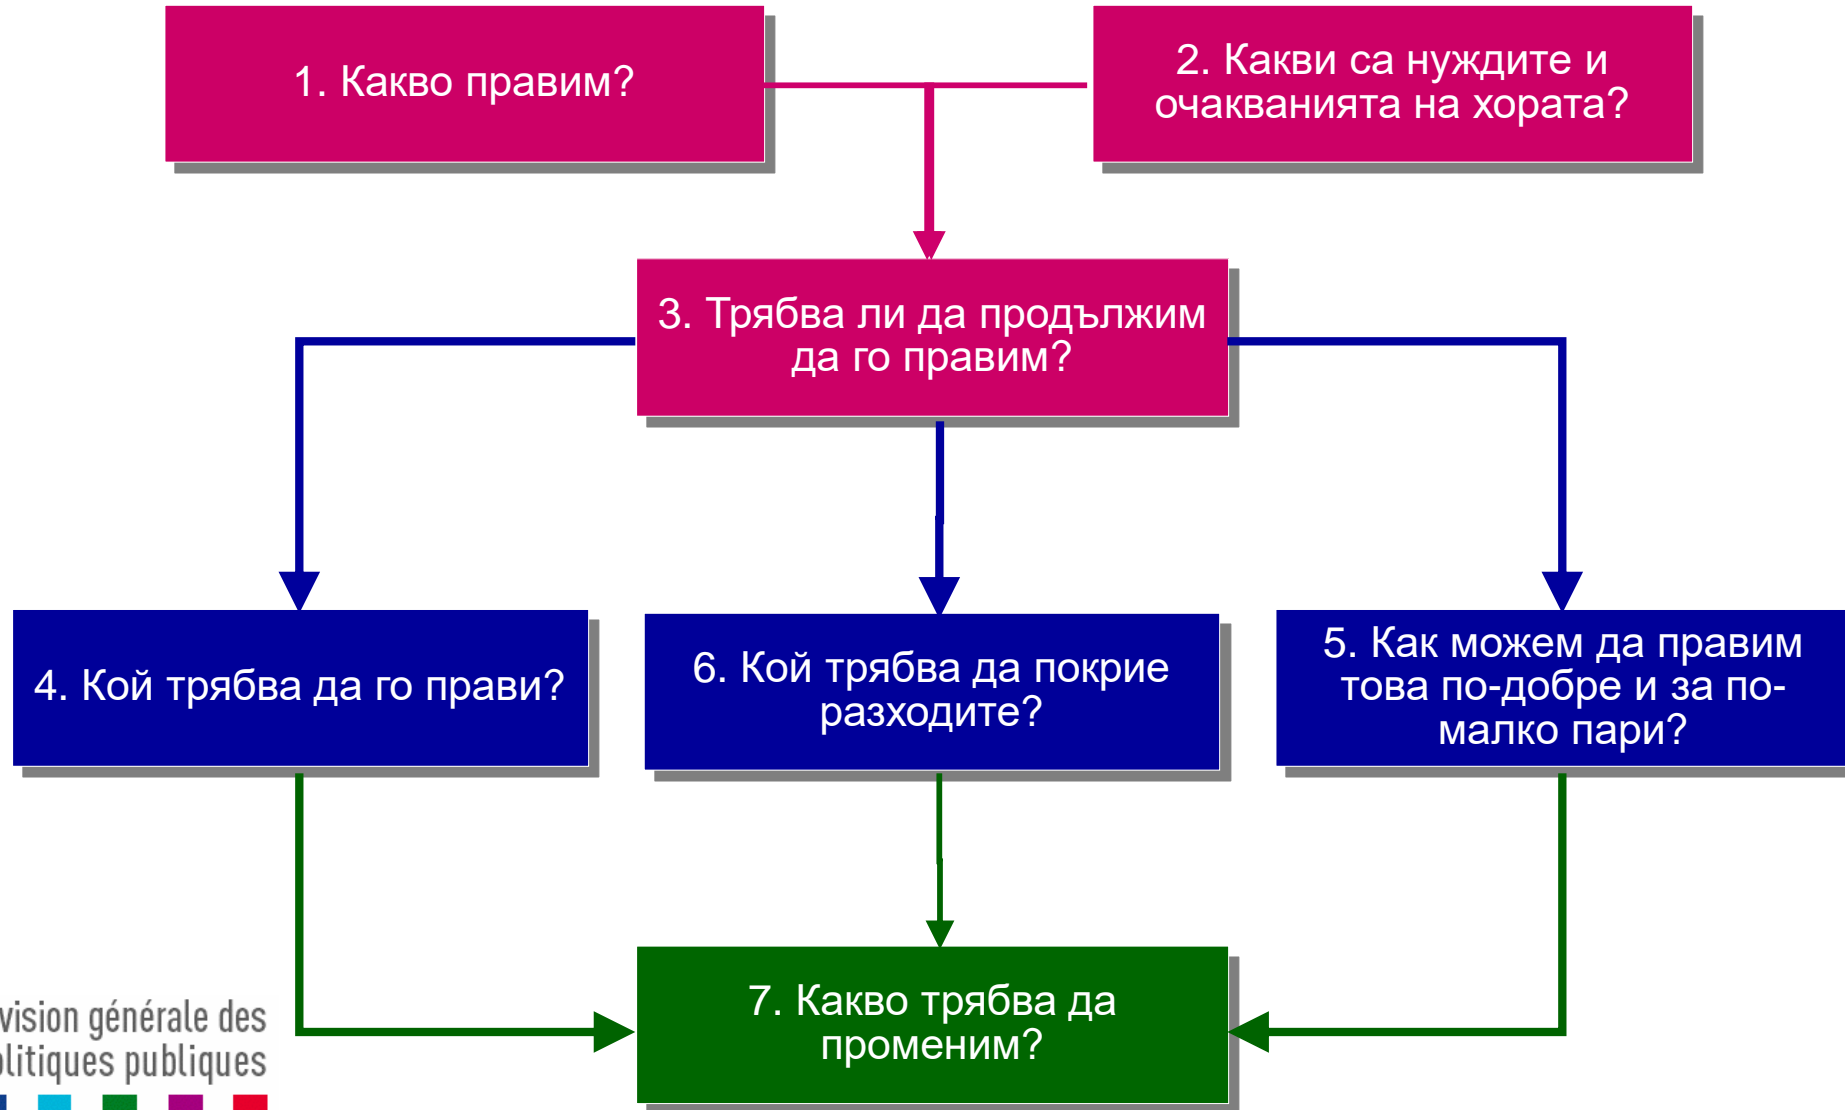 1. Какво правим?
2. Какви са нуждите и
очакванията на хората?
3. Трябва ли да продължим
да го правим?
4. Кой трябва да го прави?
6. Кой трябва да покрие
разходите?
5. Как можем да правим
това по-добре и за по-
малко пари?
7. Какво трябва да
променим?
vision générale des
olitiques publiques